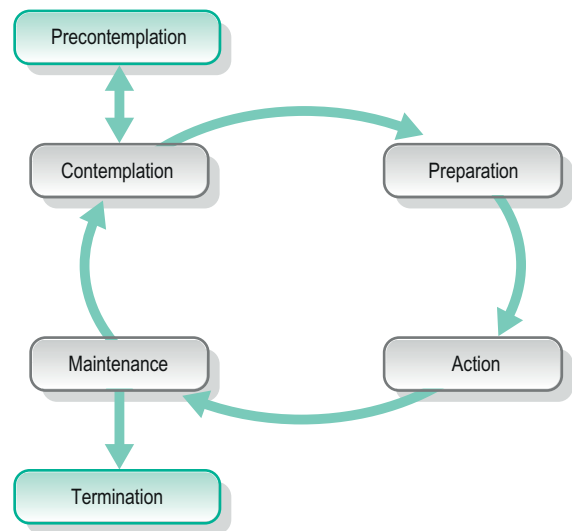 Precontemplation
Contemplation
Preparation
Maintenance
Action
Termination